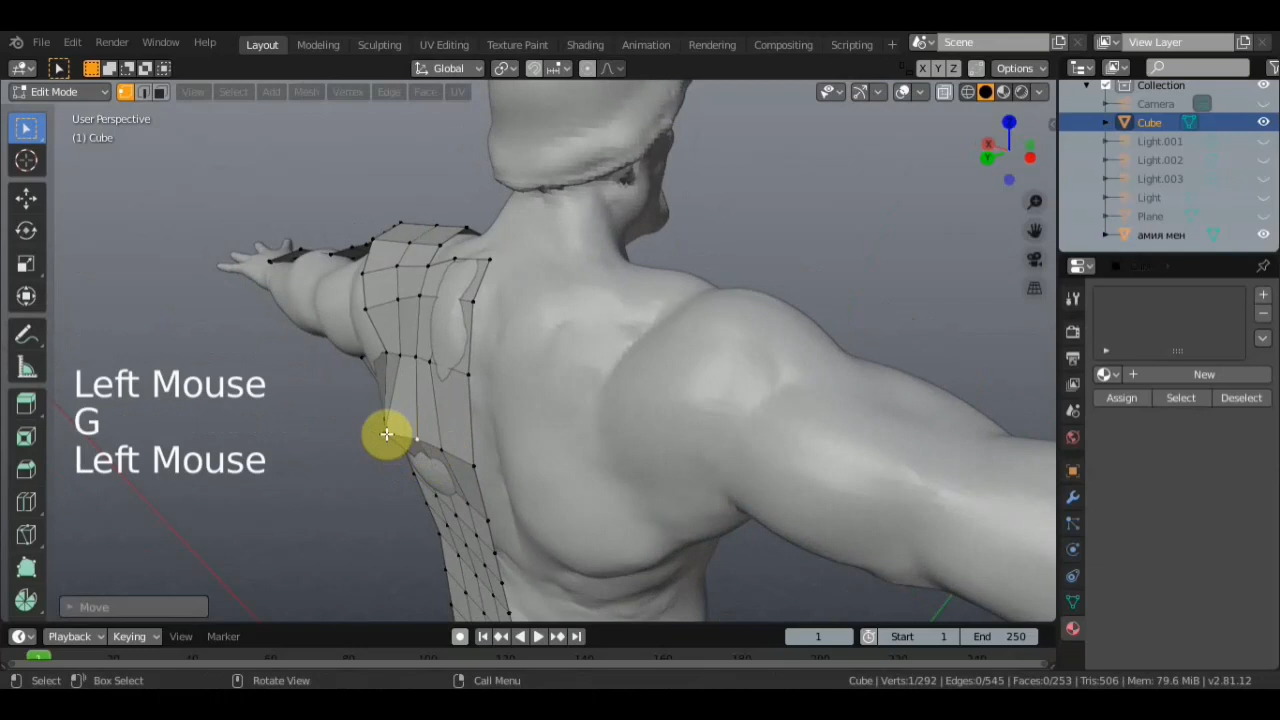 File Edit Render Window Help Layout Modeling Sculpting UV Editing Texture Paint Shading Animation Rendering Compositing Scripting Scene View Layer
Global X Y Z Options
Edit Mode View Select Add Mesh Vertex Edge Face UV
User Perspective
(1) Cube
Collection
Camera
Cube
Light.001
Light.002
Light.003
Light
Plane
амия мен
X
Y
New
Assign Select Deselect
Left Mouse
G
Left Mouse
Move
Playback Keying View Marker 1 Start 1 End 250
1
Select Box Select Rotate View Call Menu Cube | Verts:1/292 | Edges:0/545 | Faces:0/253 | Tris:506 | Mem: 79.6 MiB | v2.81.12